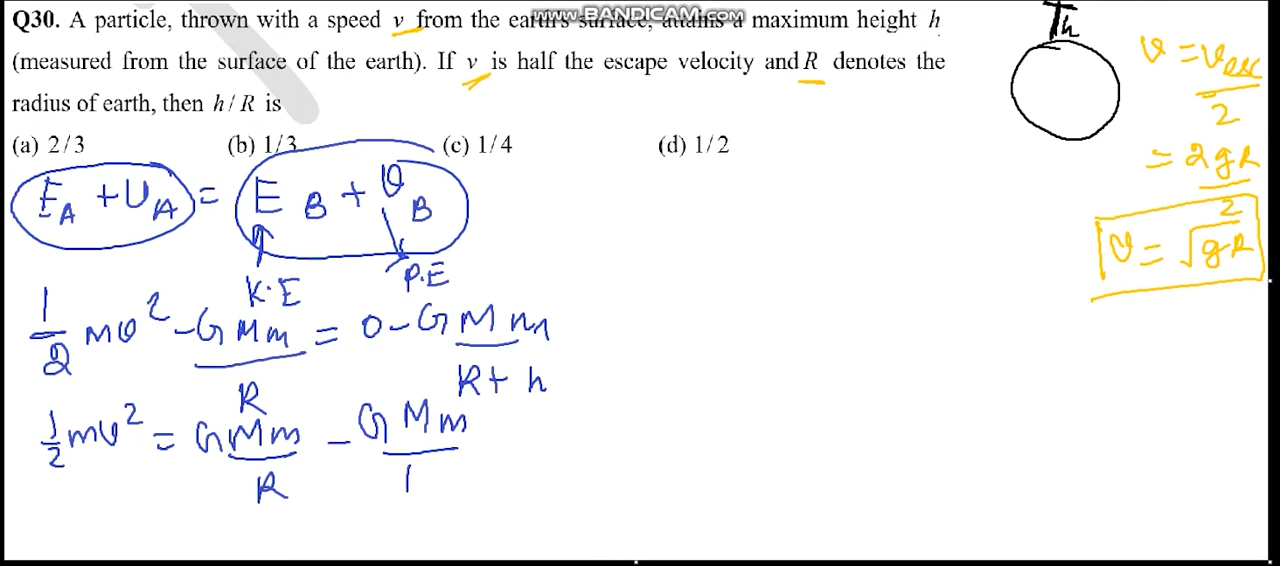 Q30. A particle, thrown with a speed v from the earth's surface, attains a maximum height h
www.BANDICAM.com
(measured from the surface of the earth). If v is half the escape velocity and R denotes the
radius of earth, then h / R is
(a) 2/3 (b) 1/3 (c) 1/4 (d) 1/2
h
v = vesc/2
= 2gR/2
v = √gR
E_A + U_A = E_B + U_B
K.E P.E
1/2 mv² - GMm/R = 0 - GMm/R+h
1/2 mv² = GMm/R - GMm/